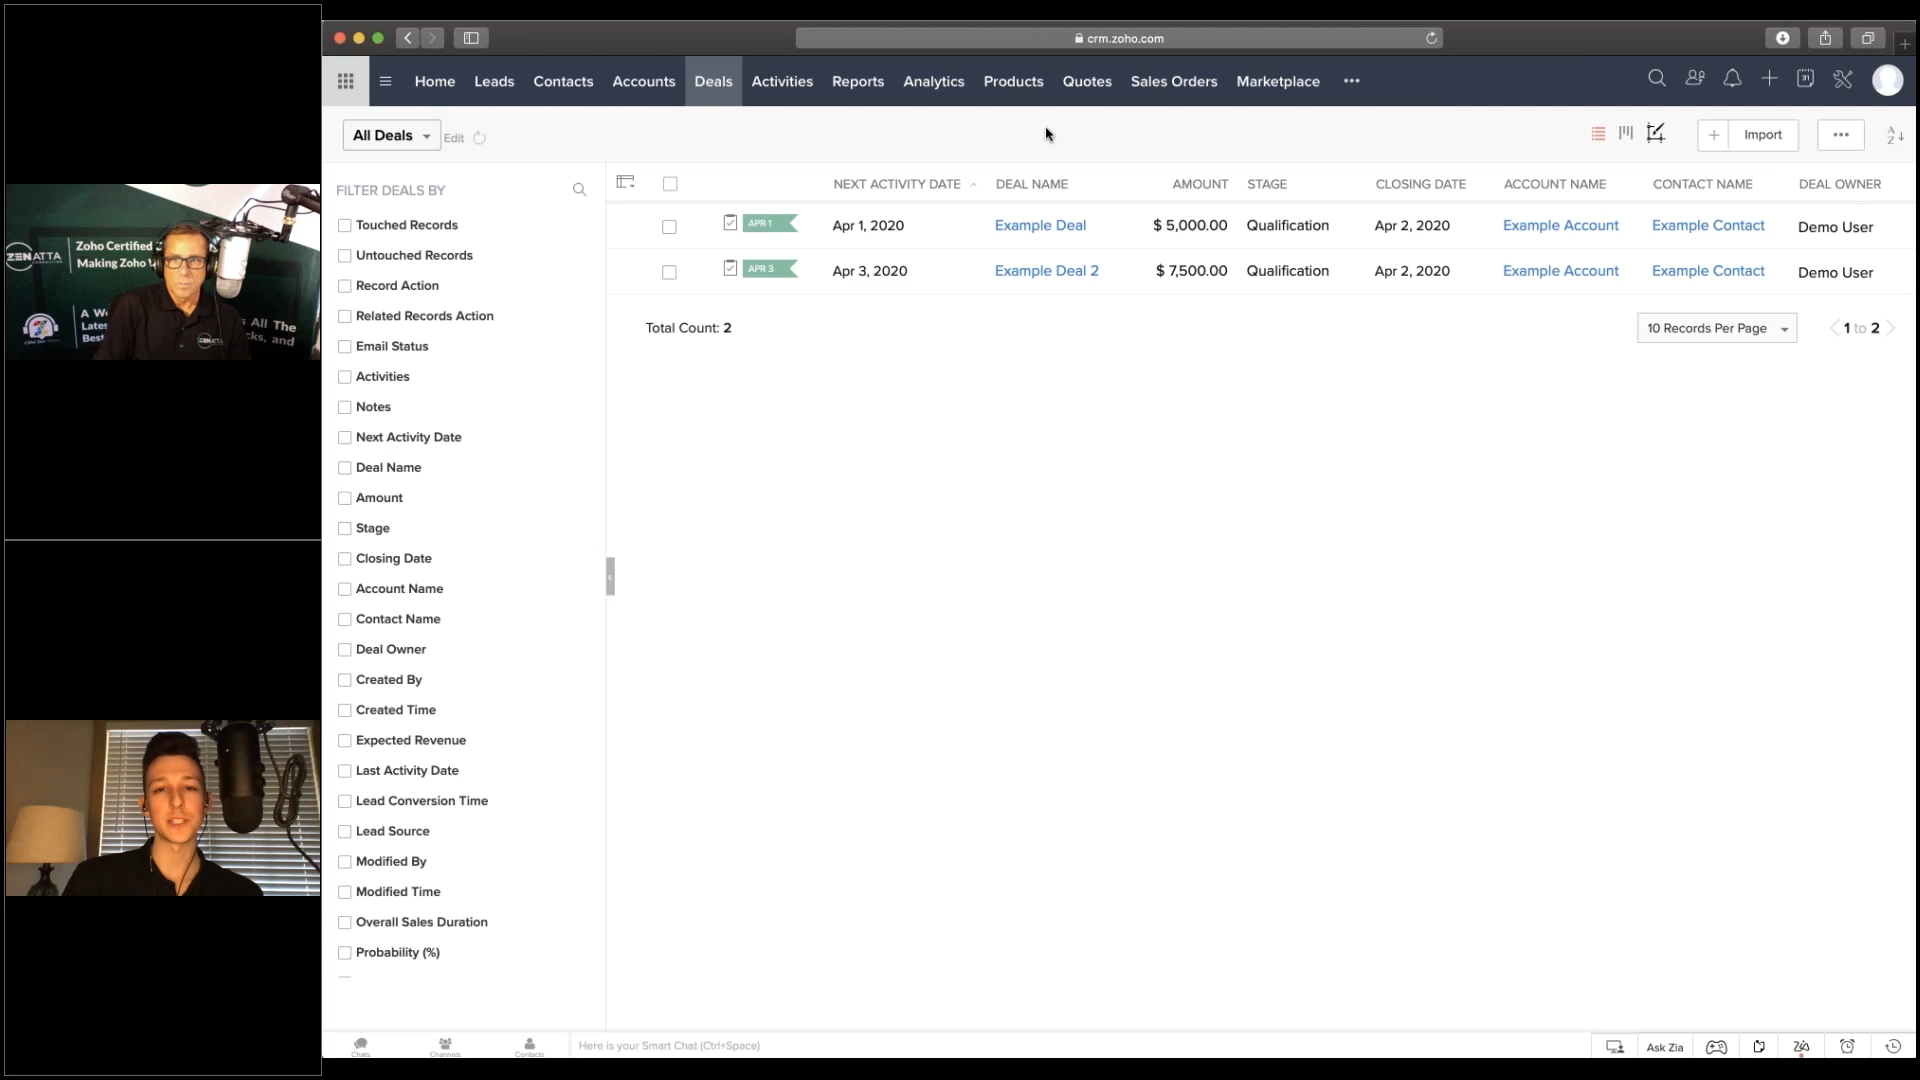 crm.zoho.com
Home Leads Contacts Accounts Deals Activities Reports Analytics Products Quotes Sales Orders Marketplace
All Deals Edit
Import
FILTER DEALS BY
Touched Records
Untouched Records
Record Action
Related Records Action
Email Status
Activities
Notes
Next Activity Date
Deal Name
Amount
Stage
Closing Date
Account Name
Contact Name
Deal Owner
Created By
Created Time
Expected Revenue
Last Activity Date
Lead Conversion Time
Lead Source
Modified By
Modified Time
Overall Sales Duration
Probability (%)
NEXT ACTIVITY DATE DEAL NAME AMOUNT STAGE CLOSING DATE ACCOUNT NAME CONTACT NAME DEAL OWNER
APR 1 Apr 1, 2020 Example Deal $ 5,000.00 Qualification Apr 2, 2020 Example Account Example Contact Demo User
APR 3 Apr 3, 2020 Example Deal 2 $ 7,500.00 Qualification Apr 2, 2020 Example Account Example Contact Demo User
Total Count: 2
10 Records Per Page
1 to 2
Chats Channels Contacts
Here is your Smart Chat (Ctrl+Space)
Ask Zia
ZENATTA
Zoho Certified
Making Zoho